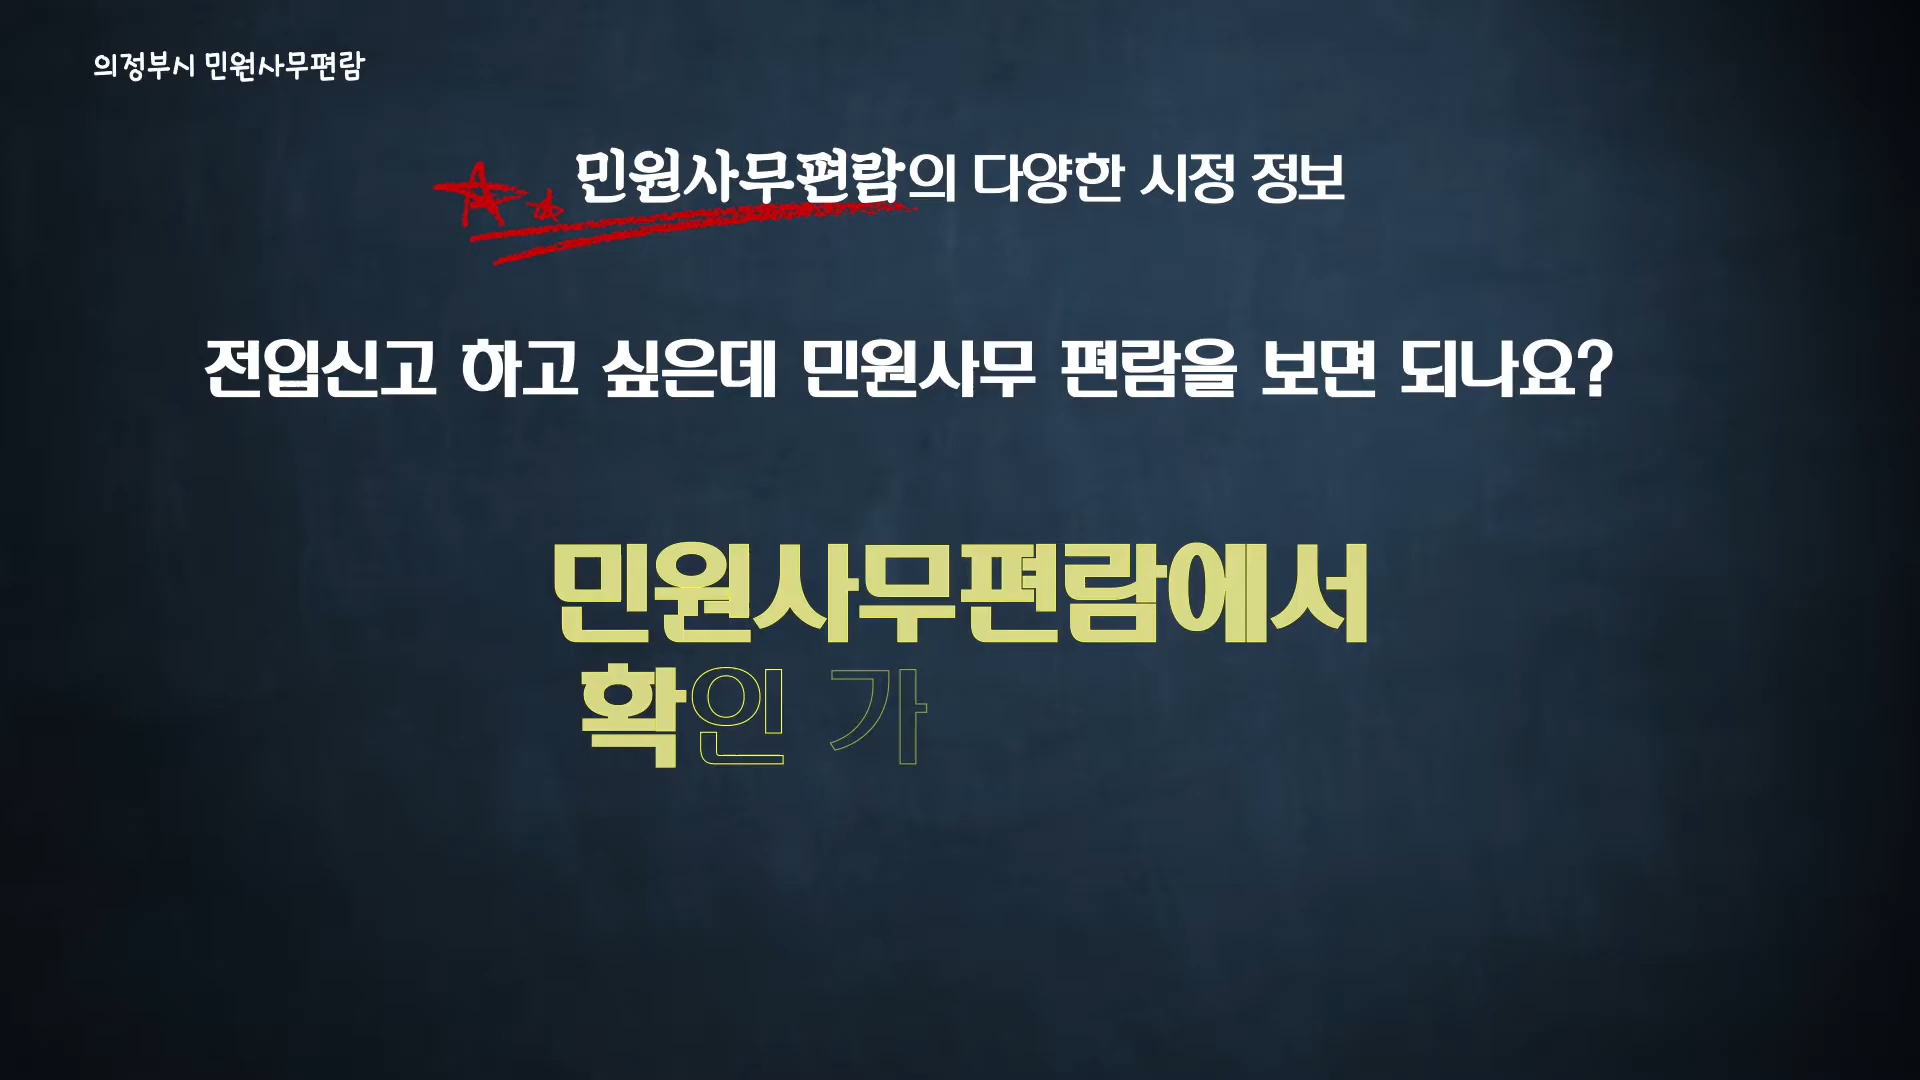 의정부시 민원사무편람
민원사무편람의 다양한 시정 정보
전입신고 하고 싶은데 민원사무 편람을 보면 되나요?
민원사무편람에서
확인 가